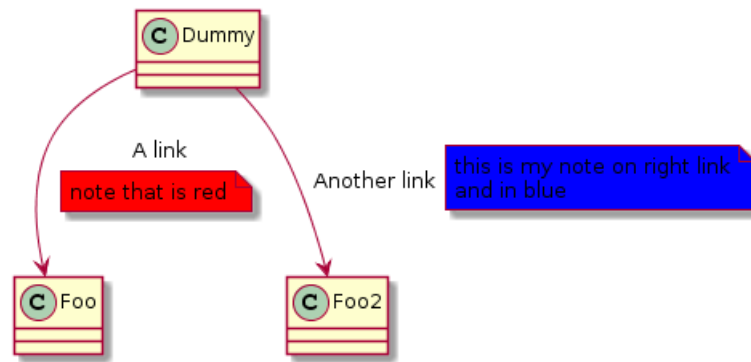 C Dummy
A link
note that is red
Another link
this is my note on right link
and in blue
C Foo
C Foo2